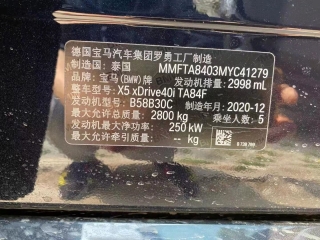 德国宝马汽车集团罗勇工厂制造
制造国：泰国 MMFTA8403MYC41279
品牌：宝马(BMW)牌 发动机排量：2998 mL
整车型号：X5 xDrive40i TA84F
发动机型号：B58B30C 制造年月：2020-12
最大允许总质量：2800 kg 乘坐人数：5
发动机最大净功率：250 kW
最大允许牵引质量：-- kg